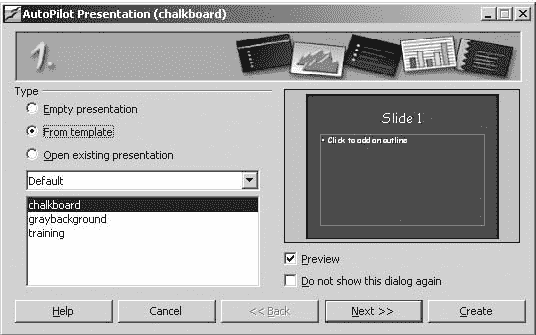 AutoPilot Presentation (chalkboard)
1.
Type
Empty presentation
From template
Open existing presentation
Default
chalkboard
graybackground
training
Slide 1
• Click to add an outline
Preview
Do not show this dialog again
Help
Cancel
<< Back
Next >>
Create